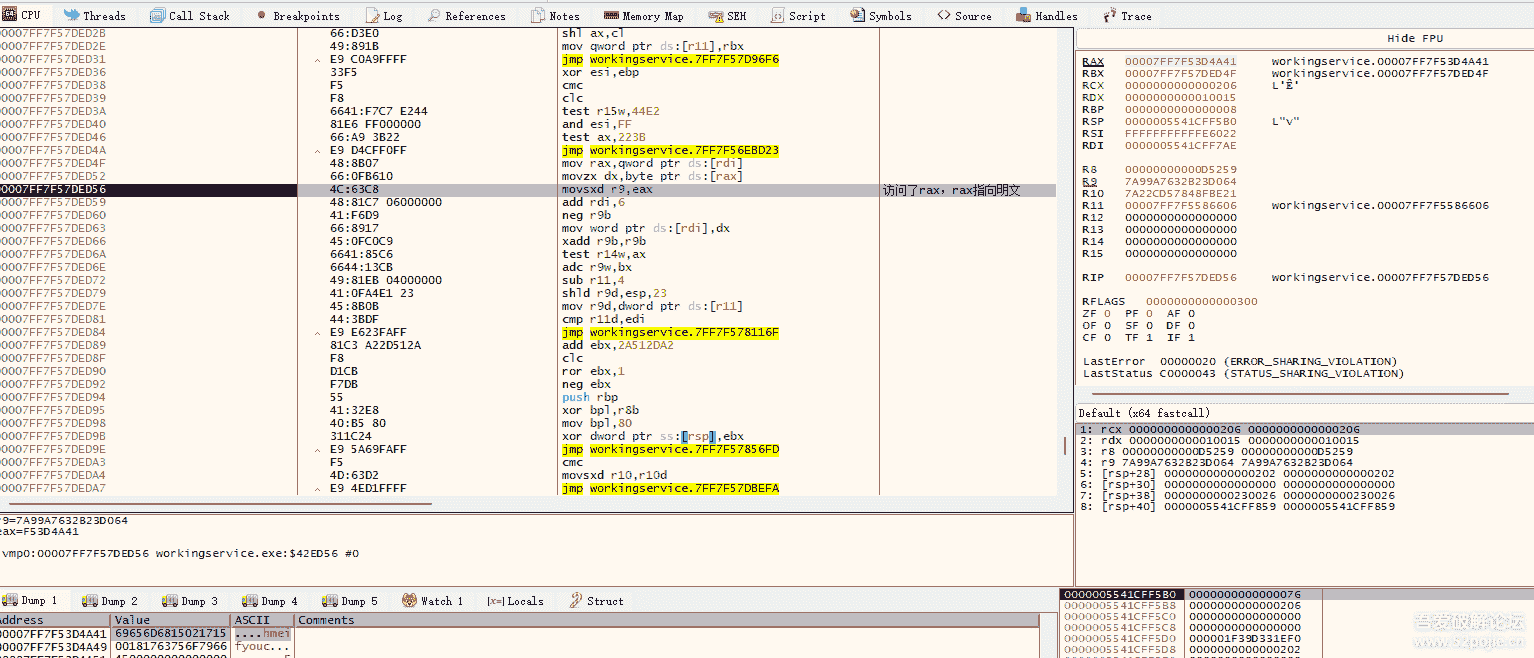 CPU Threads Call Stack Breakpoints Log References Notes Memory Map SEH Script Symbols Source Handles Trace
00007FF7F57DED2B 66:D3E0 shl ax,cl
00007FF7F57DED2E 49:891B mov qword ptr ds:[r11],rbx
00007FF7F57DED31 E9 C0A9FFFF jmp workingservice.7FF7F57D96F6
00007FF7F57DED36 33F5 xor esi,ebp
00007FF7F57DED38 F5 cmc
00007FF7F57DED39 F8 clc
00007FF7F57DED3A 6641:F7C7 E244 test r15w,44E2
00007FF7F57DED40 81E6 FF000000 and esi,FF
00007FF7F57DED46 66:A9 3B22 test ax,223B
00007FF7F57DED4A E9 D4CFF0FF jmp workingservice.7FF7F56EBD23
00007FF7F57DED4F 48:8B07 mov rax,qword ptr ds:[rdi]
00007FF7F57DED52 66:0FB610 movzx dx,byte ptr ds:[rax]
00007FF7F57DED56 4C:63C8 movsxd r9,eax 访问了rax，rax指向明文
00007FF7F57DED59 48:81C7 06000000 add rdi,6
00007FF7F57DED60 41:F6D9 neg r9b
00007FF7F57DED63 66:8917 mov word ptr ds:[rdi],dx
00007FF7F57DED66 45:0FC0C9 xadd r9b,r9b
00007FF7F57DED6A 6641:85C6 test r14w,ax
00007FF7F57DED6E 6644:13CB adc r9w,bx
00007FF7F57DED72 49:81EB 04000000 sub r11,4
00007FF7F57DED79 41:0FA4E1 23 shld r9d,esp,23
00007FF7F57DED7E 45:8B0B mov r9d,dword ptr ds:[r11]
00007FF7F57DED81 44:3BDF cmp r11d,edi
00007FF7F57DED84 E9 E623FAFF jmp workingservice.7FF7F578116F
00007FF7F57DED89 81C3 A22D512A add ebx,2A512DA2
00007FF7F57DED8F F8 clc
00007FF7F57DED90 D1CB ror ebx,1
00007FF7F57DED92 F7DB neg ebx
00007FF7F57DED94 55 push rbp
00007FF7F57DED95 41:32E8 xor bpl,r8b
00007FF7F57DED98 40:B5 80 mov bpl,80
00007FF7F57DED9B 311C24 xor dword ptr ss:[rsp],ebx
00007FF7F57DED9E E9 5A69FAFF jmp workingservice.7FF7F57856FD
00007FF7F57DEDA3 F5 cmc
00007FF7F57DEDA4 4D:63D2 movsxd r10,r10d
00007FF7F57DEDA7 E9 4ED1FFFF jmp workingservice.7FF7F57DBEFA
Hide FPU
RAX 00007FF7F53D4A41 workingservice.00007FF7F53D4A41
RBX 00007FF7F57DED4F workingservice.00007FF7F57DED4F
RCX 0000000000000206 L'Ȇ'
RDX 0000000000010015
RBP 0000000000000008
RSP 0000005541CFF5B0 L"v"
RSI FFFFFFFFFFFE6022
RDI 0000005541CFF7AE
R8 00000000000D5259
R9 7A99A7632B23D064
R10 7A22CD57848FBE21
R11 00007FF7F5586606 workingservice.00007FF7F5586606
R12 0000000000000000
R13 0000000000000000
R14 0000000000000000
R15 0000000000000000
RIP 00007FF7F57DED56 workingservice.00007FF7F57DED56
RFLAGS 0000000000000300
ZF 0 PF 0 AF 0
OF 0 SF 0 DF 0
CF 0 TF 1 IF 1
LastError 00000020 (ERROR_SHARING_VIOLATION)
LastStatus C0000043 (STATUS_SHARING_VIOLATION)
Default (x64 fastcall)
1: rcx 0000000000000206 0000000000000206
2: rdx 0000000000010015 0000000000010015
3: r8 00000000000D5259 00000000000D5259
4: r9 7A99A7632B23D064 7A99A7632B23D064
5: [rsp+28] 0000000000000202 0000000000000202
6: [rsp+30] 0000000000000000 0000000000000000
7: [rsp+38] 0000000000230026 0000000000230026
8: [rsp+40] 0000005541CFF859 0000005541CFF859
r9=7A99A7632B23D064
eax=F53D4A41
.vmp0:00007FF7F57DED56 workingservice.exe:$42ED56 #0
Dump 1 Dump 2 Dump 3 Dump 4 Dump 5 Watch 1 [x=] Locals Struct
Address Value ASCII Comments
00007FF7F53D4A41 69656D6815021715 ....hmei
00007FF7F53D4A49 00181763756F7966 fyouc...
0000005541CFF5B0 0000000000000076
0000005541CFF5B8 0000000000000206
0000005541CFF5C0 0000000000000000
0000005541CFF5C8 0000000000000000
0000005541CFF5D0 000001F39D331EF0
0000005541CFF5D8 0000000000000202
吾爱破解论坛
www.52pojie.cn